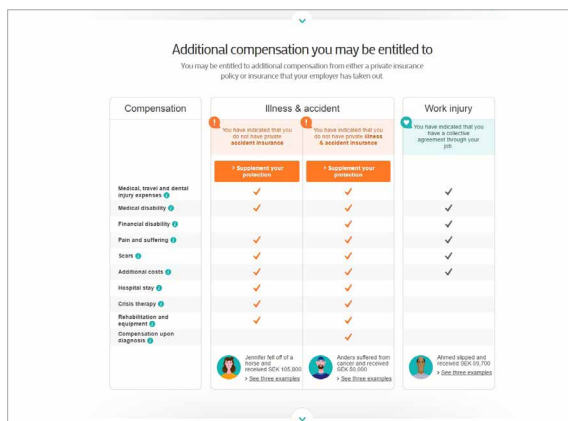 Additional compensation you may be entitled to
You may be entitled to additional compensation from either a private insurance
policy or insurance that your employer has taken out
Compensation
Illness & accident
Work injury
You have indicated that you
do not have private
accident insurance
You have indicated that you
do not have private illness
& accident insurance
You have indicated that you
have a collective
agreement through your
job
> Supplement your
protection
> Supplement your
protection
Medical, travel and dental
injury expenses
Medical disability
Financial disability
Pain and suffering
Scars
Additional costs
Hospital stay
Crisis therapy
Rehabilitation and
equipment
Compensation upon
diagnosis
Jennifer fell off of a
horse and
received SEK 105,800
> See three examples
Anders suffered from
cancer and received
SEK 50,000
> See three examples
Ahmed slipped and
received SEK 59,700
> See three examples